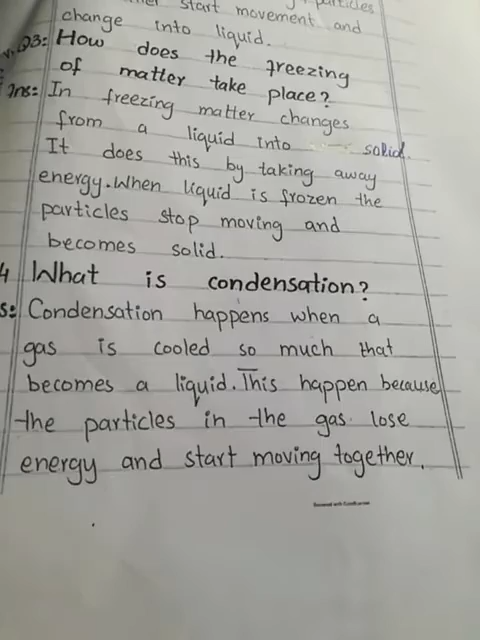 start movement and
change into liquid.
Q3: How does the freezing
of matter take place?
Ans: In freezing matter changes
from a liquid into solid.
It does this by taking away
energy. When liquid is frozen the
particles stop moving and
becomes solid.
4 What is condensation?
s: Condensation happens when a
gas is cooled so much that
becomes a liquid. This happen because
the particles in the gas lose
energy and start moving together.